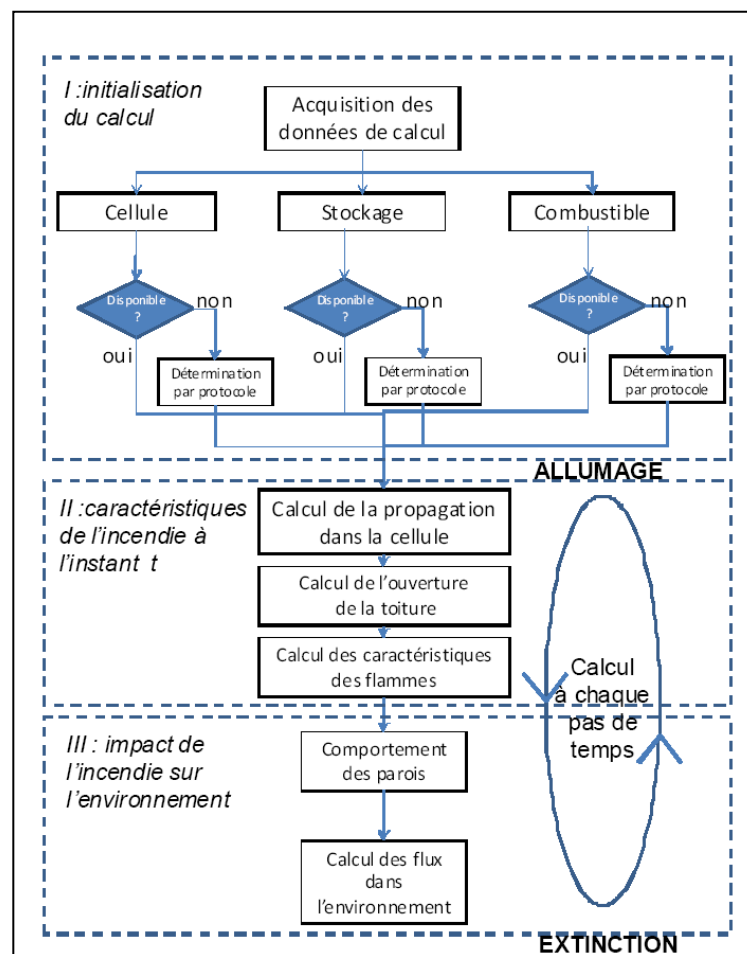 I :initialisation
du calcul
Acquisition des
données de calcul
Cellule
Stockage
Combustible
Disponible
?
non
oui
Disponible
?
non
oui
Disponible
?
non
oui
Détermination
par protocole
Détermination
par protocole
Détermination
par protocole
ALLUMAGE
II :caractéristiques
de l'incendie à
l'instant t
Calcul de la propagation
dans la cellule
Calcul de l'ouverture
de la toiture
Calcul des caractéristiques
des flammes
Calcul
à chaque
pas de
temps
III : impact de
l'incendie sur
l'environnement
Comportement
des parois
Calcul des flux
dans
l'environnement
EXTINCTION